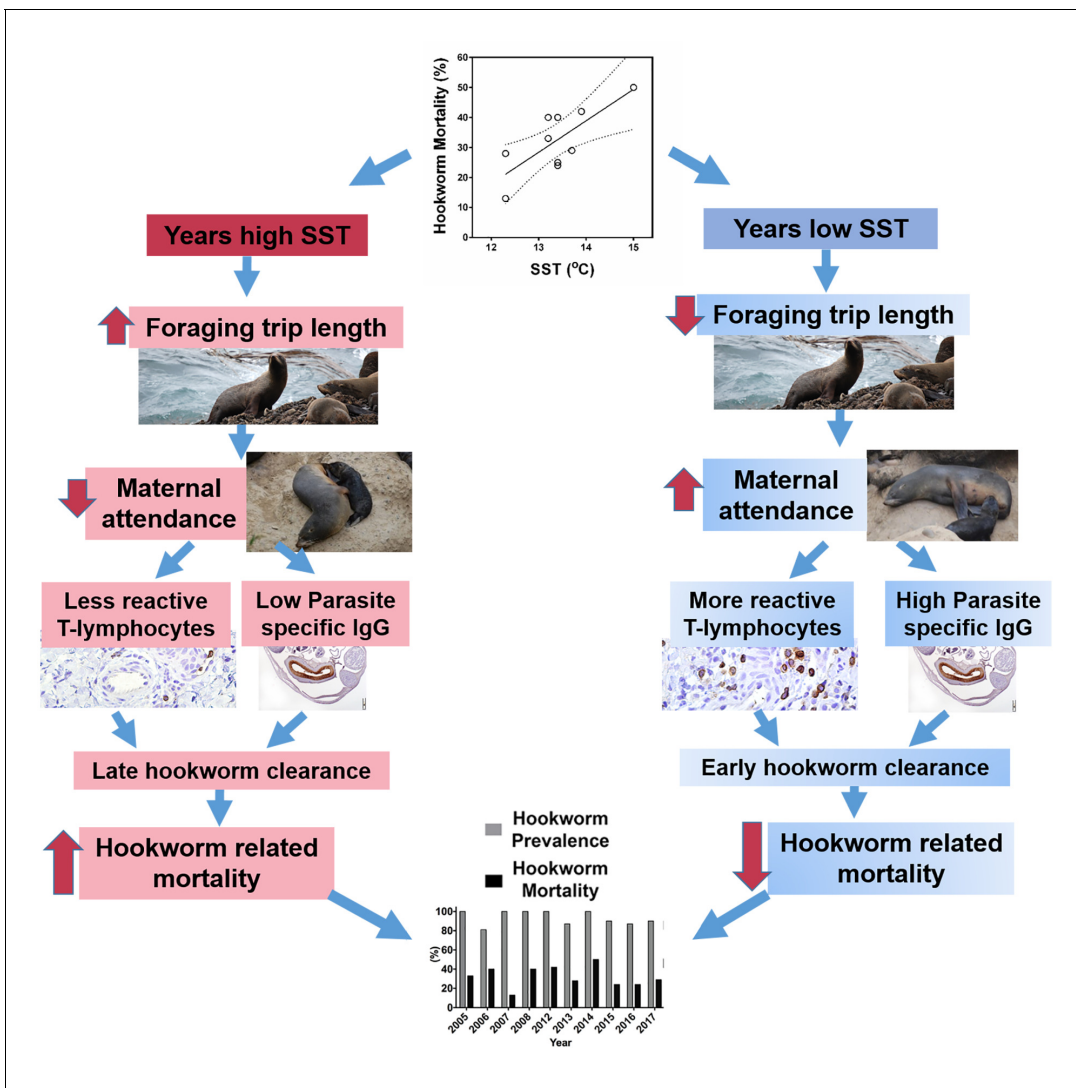 60
50
40
30
20
10
0
Hookworm Mortality (%)
12 13 14 15
SST (°C)
Years high SST
Years low SST
Foraging trip length
Foraging trip length
Maternal
attendance
Maternal
attendance
Less reactive
T-lymphocytes
Low Parasite
specific IgG
More reactive
T-lymphocytes
High Parasite
specific IgG
Late hookworm clearance
Early hookworm clearance
Hookworm related
mortality
Hookworm related
mortality
Hookworm
Prevalence
Hookworm
Mortality
100
80
60
40
20
0
(%)
2005 2006 2007 2008 2012 2013 2014 2015 2016 2017
Year